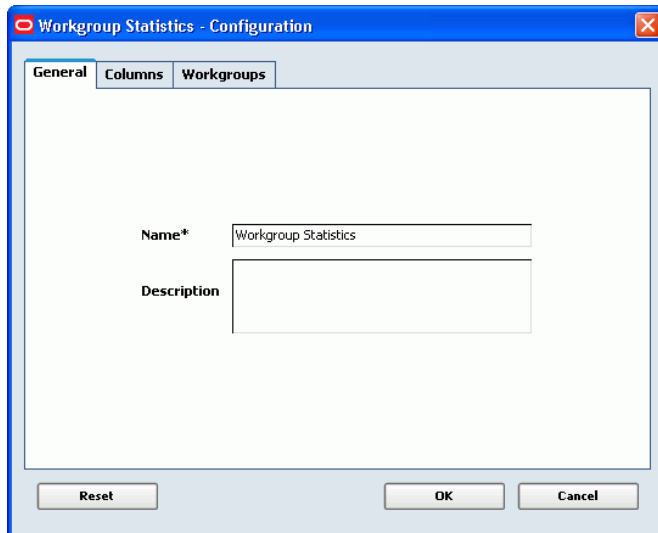 Workgroup Statistics - Configuration
General Columns Workgroups
Name* Workgroup Statistics
Description
Reset OK Cancel